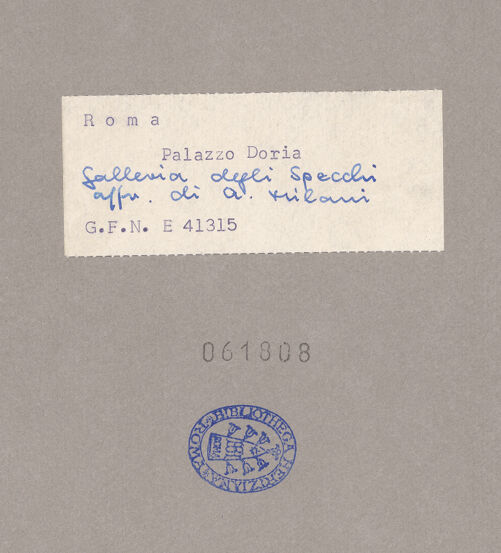 Roma
Palazzo Doria
Galleria degli Specchi
affr. di A. Milani
G.F.N. E 41315
061808
BIBLIOTHECA HERTZIANA ROMA